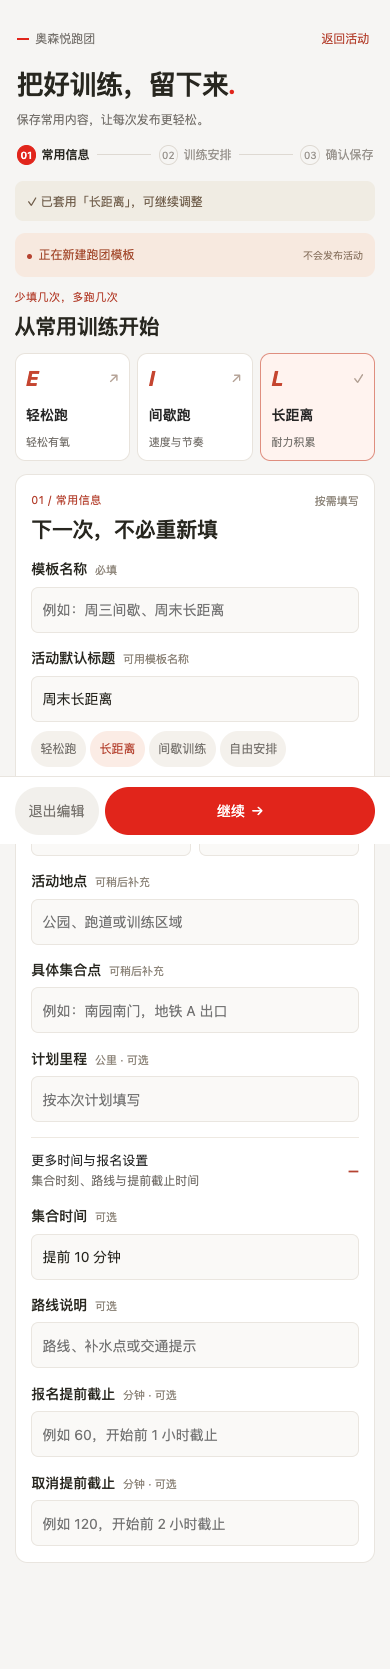 奥森悦跑团
返回活动
把好训练，留下来.
保存常用内容，让每次发布更轻松。
01 常用信息
02 训练安排
03 确认保存
✓ 已套用「长距离」，可继续调整
正在新建跑团模板
不会发布活动
少填几次，多跑几次
从常用训练开始
E ↗
轻松跑
轻松有氧
I ↗
间歇跑
速度与节奏
L ✓
长距离
耐力积累
01 / 常用信息
按需填写
下一次，不必重新填
模板名称 必填
例如：周三间歇、周末长距离
活动默认标题 可用模板名称
周末长距离
轻松跑 长距离 间歇训练 自由安排
退出编辑 继续 →
活动地点 可稍后补充
公园、跑道或训练区域
具体集合点 可稍后补充
例如：南园南门，地铁 A 出口
计划里程 公里 · 可选
按本次计划填写
更多时间与报名设置
集合时刻、路线与提前截止时间
集合时间 可选
提前 10 分钟
路线说明 可选
路线、补水点或交通提示
报名提前截止 分钟 · 可选
例如 60，开始前 1 小时截止
取消提前截止 分钟 · 可选
例如 120，开始前 2 小时截止